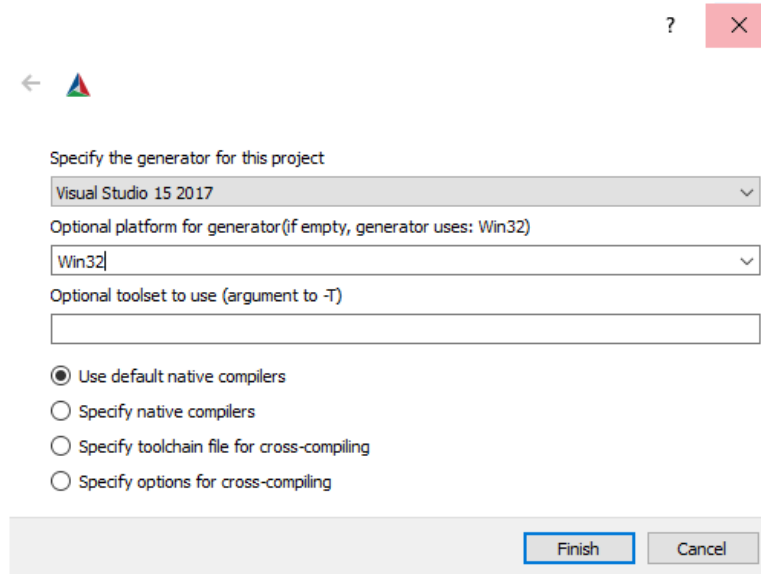 ?
Specify the generator for this project
Visual Studio 15 2017
Optional platform for generator(if empty, generator uses: Win32)
Win32
Optional toolset to use (argument to -T)
Use default native compilers
Specify native compilers
Specify toolchain file for cross-compiling
Specify options for cross-compiling
Finish Cancel